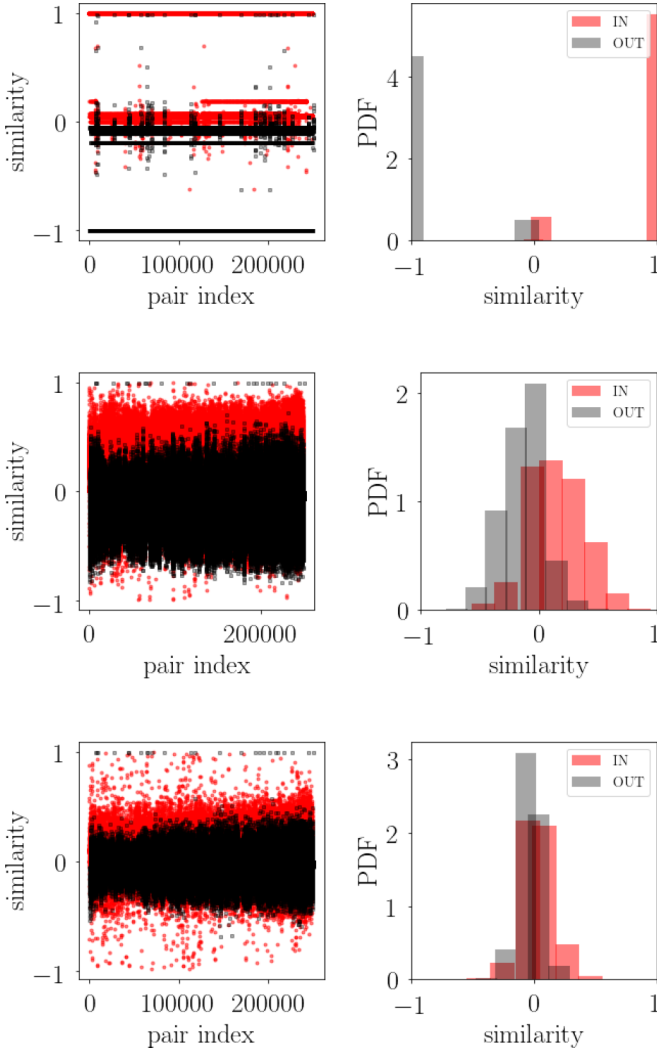 similarity
1
0
−1
0
100000
200000
pair index
PDF
4
2
0
−1
0
1
similarity
IN
OUT
similarity
1
0
−1
0
200000
pair index
PDF
2
1
0
−1
0
1
similarity
IN
OUT
similarity
1
0
−1
0
100000
200000
pair index
PDF
3
2
1
0
−1
0
1
similarity
IN
OUT